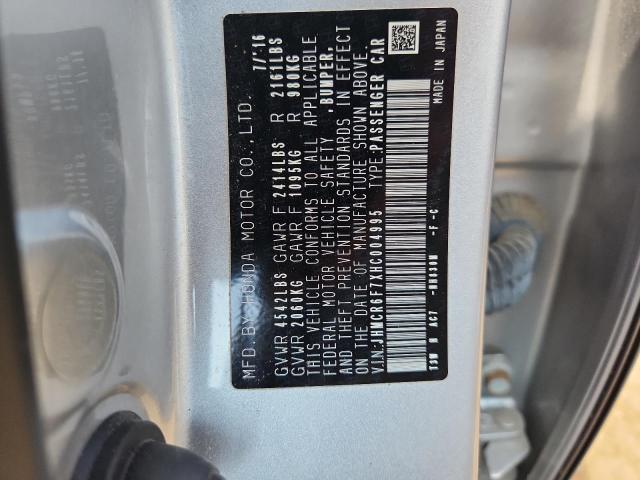 MFD.BY HONDA MOTOR CO.,LTD. 7/'16
GVWR 4542LBS GAWR F 2414LBS R 2161LBS
GVWR 2060KG GAWR F 1095KG R 980KG
THIS VEHICLE CONFORMS TO ALL APPLICABLE
FEDERAL MOTOR VEHICLE SAFETY ,BUMPER,
AND THEFT PREVENTION STANDARDS IN EFFECT
ON THE DATE OF MANUFACTURE SHOWN ABOVE.
V.I.N:JHMCR6F7XHC004995 TYPE:PASSENGER CAR
-F -C MADE IN JAPAN